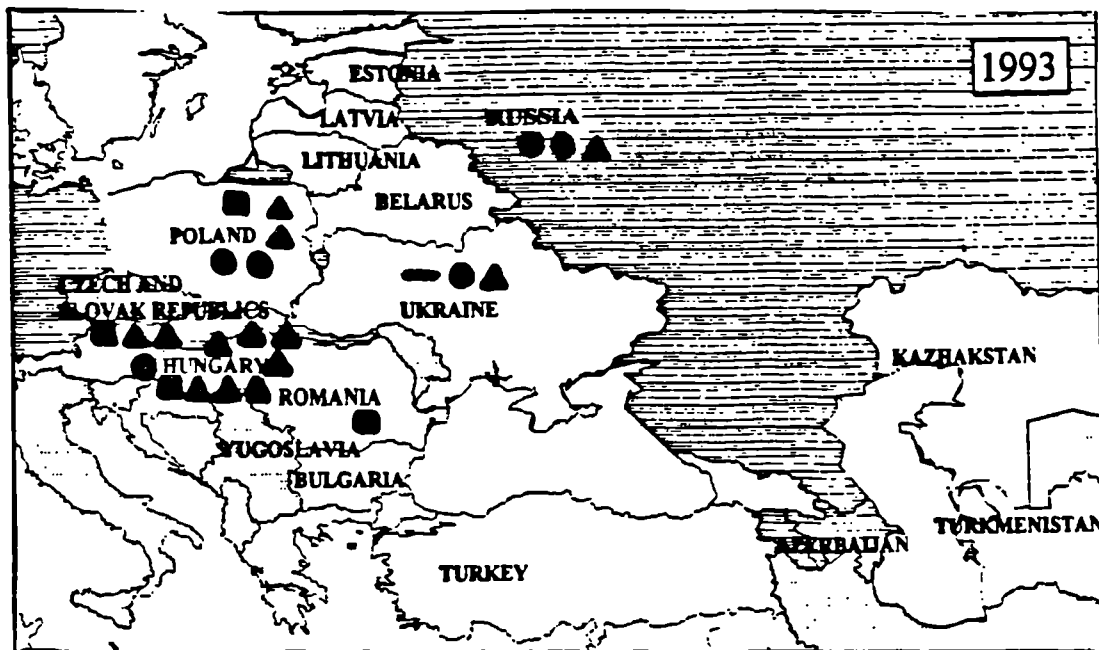 1993
ESTONIA
LATVIA
RUSSIA
LITHUANIA
BELARUS
POLAND
CZECH AND
SLOVAK REPUBLICS
UKRAINE
HUNGARY
KAZHAKSTAN
ROMANIA
YUGOSLAVIA
BULGARIA
TURKMENISTAN
AZERBAIJAN
TURKEY